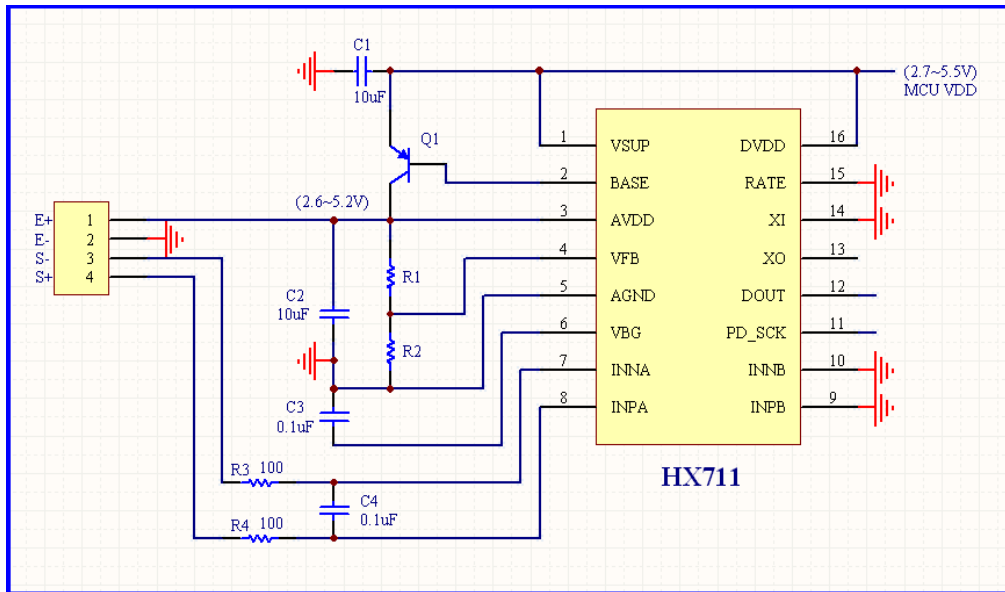 C1
10uF
(2.7~5.5V)
MCU VDD
Q1
1 VSUP DVDD 16
2 BASE RATE 15
(2.6~5.2V)
3 AVDD XI 14
E+ 1
E- 2
S- 3
S+ 4
4 VFB XO 13
R1
5 AGND DOUT 12
C2
10uF
6 VBG PD_SCK 11
R2
7 INNA INNB 10
8 INPA INPB 9
C3
0.1uF
HX711
R3 100
C4
0.1uF
R4 100